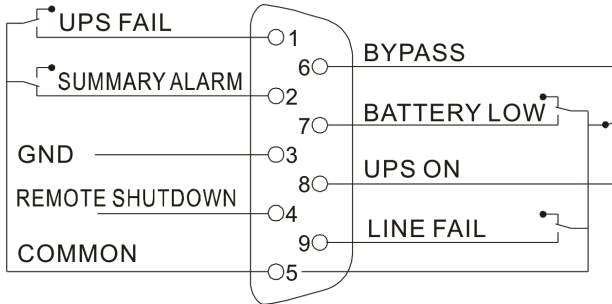 UPS FAIL
1
6
BYPASS
SUMMARY ALARM
2
7
BATTERY LOW
GND
3
8
UPS ON
REMOTE SHUTDOWN
4
9
LINE FAIL
COMMON
5